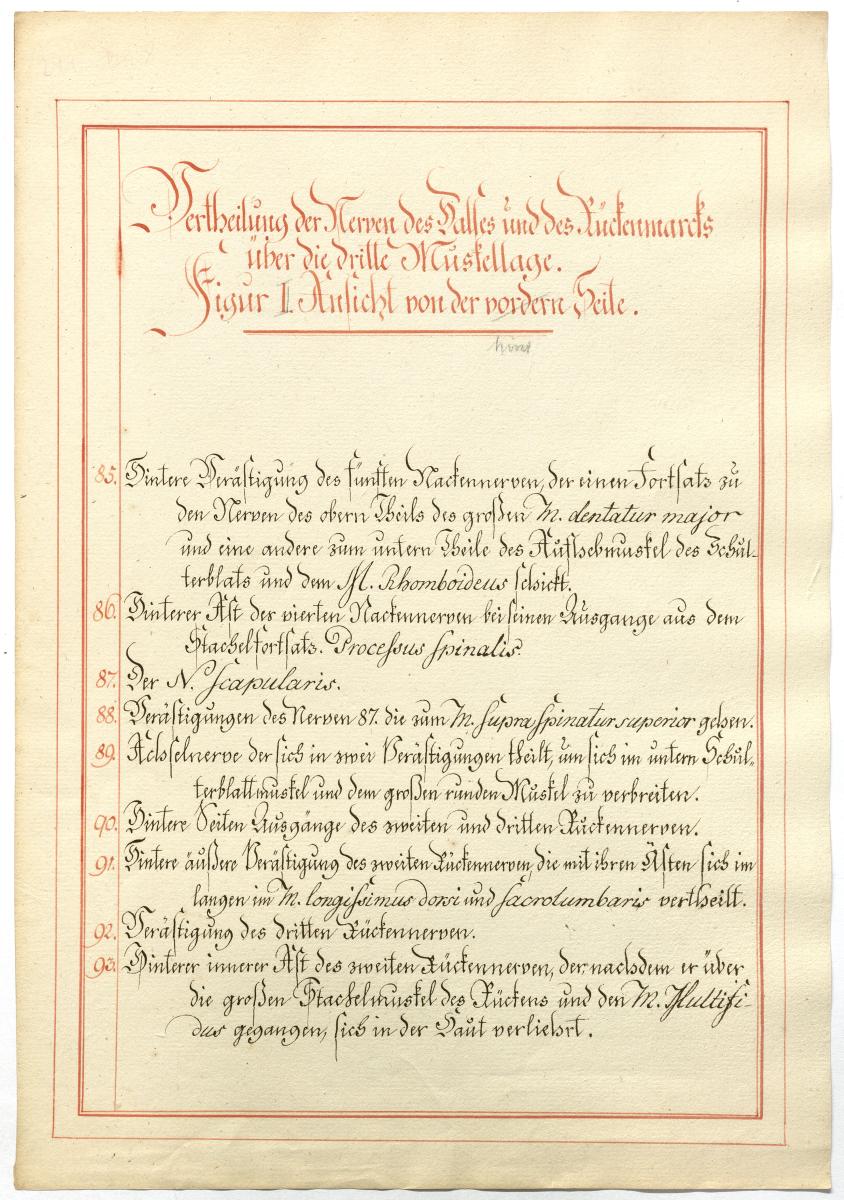 Vertheilung der Nerven des Halses und des Rückenmarcks
über die dritte Muskellage.
Figur II. Ansicht von der vordern Seite.
85. Hintere Verästigung des fünften Nackennerven, der einen Fortsatz zu
den Nerven des obern Theils des großen M. dentatur major
und eine andere zum untern Theile des Aufhebmuskel des Schul-
terblats und dem M. Rhomboideus schickt.
86. Hinterer Ast der vierten Nackennerven bei seinen Ausgange aus dem
Stachelfortsatz. Processus spinalis.
87. Der N. Scapularis.
88. Verästigungen des Nerven 87. die zum M. supra spinatur superior gehen.
89. Achselnerve der sich in zwei Verästigungen theilt, um sich im untern Schul-
terblattmuskel und dem großen runden Muskel zu verbreiten.
90. Hintere Seiten Ausgänge des zweiten und dritten Rückennerven.
91. Hintere äußere Verästigung des zweiten Rückennerven, die mit ihren Ästen sich im
langen im M. longissimus dorsi und sacrolumbaris vertheilt.
92. Verästigung des dritten Rückennerven.
93. Hinterer innerer Ast des zweiten Rückennerven, der nachdem er über
die großen Stachelmuskel des Rückens und den M. Multifi-
dus gegangen, sich in der Haut verliehrt.